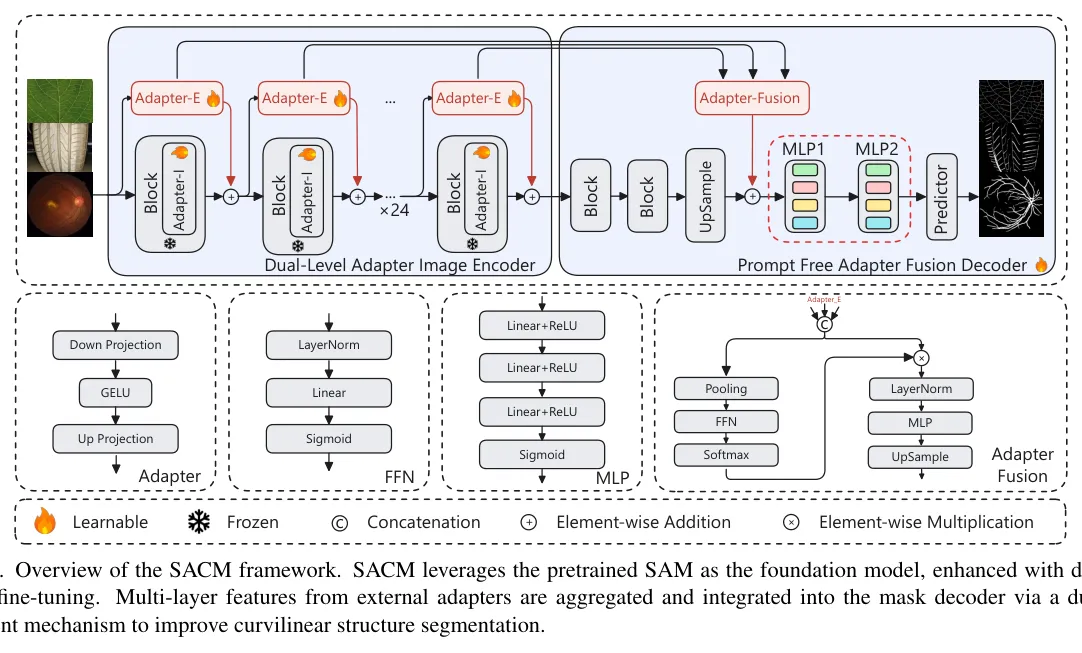 Adapter-E
Adapter-E
...
Adapter-E
Adapter-Fusion
Block
Adapter-I
Block
Adapter-I
...
×24
Block
Adapter-I
Block
Block
UpSample
MLP1
MLP2
Predictor
Dual-Level Adapter Image Encoder
Prompt Free Adapter Fusion Decoder
Down Projection
GELU
Up Projection
Adapter
LayerNorm
Linear
Sigmoid
FFN
Linear+ReLU
Linear+ReLU
Linear+ReLU
Sigmoid
MLP
Adapter_E
C
Pooling
FFN
Softmax
LayerNorm
MLP
UpSample
Adapter
Fusion
Learnable
Frozen
C Concatenation
+ Element-wise Addition
× Element-wise Multiplication
. Overview of the SACM framework. SACM leverages the pretrained SAM as the foundation model, enhanced with d
fine-tuning. Multi-layer features from external adapters are aggregated and integrated into the mask decoder via a du
nt mechanism to improve curvilinear structure segmentation.